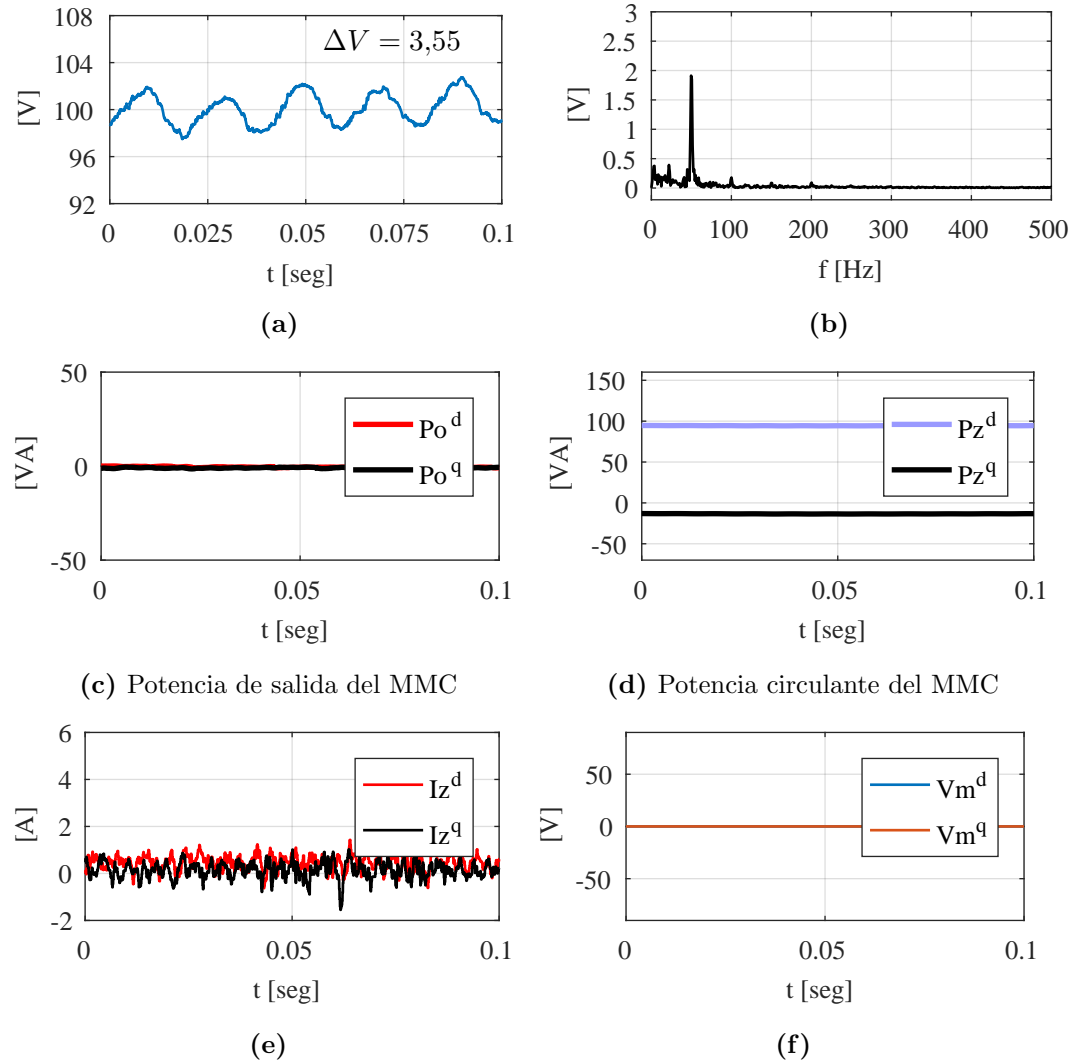 108
104
100
96
92
[V]
ΔV = 3,55
0 0.025 0.05 0.075 0.1
t [seg]
(a)
3
2.5
2
1.5
1
0.5
0
[V]
0 100 200 300 400 500
f [Hz]
(b)
50
0
-50
[VA]
Po^d
Po^q
0 0.05 0.1
t [seg]
(c) Potencia de salida del MMC
150
100
50
0
-50
[VA]
Pz^d
Pz^q
0 0.05 0.1
t [seg]
(d) Potencia circulante del MMC
6
4
2
0
-2
[A]
Iz^d
Iz^q
0 0.05 0.1
t [seg]
(e)
50
0
-50
[V]
Vm^d
Vm^q
0 0.05 0.1
t [seg]
(f)